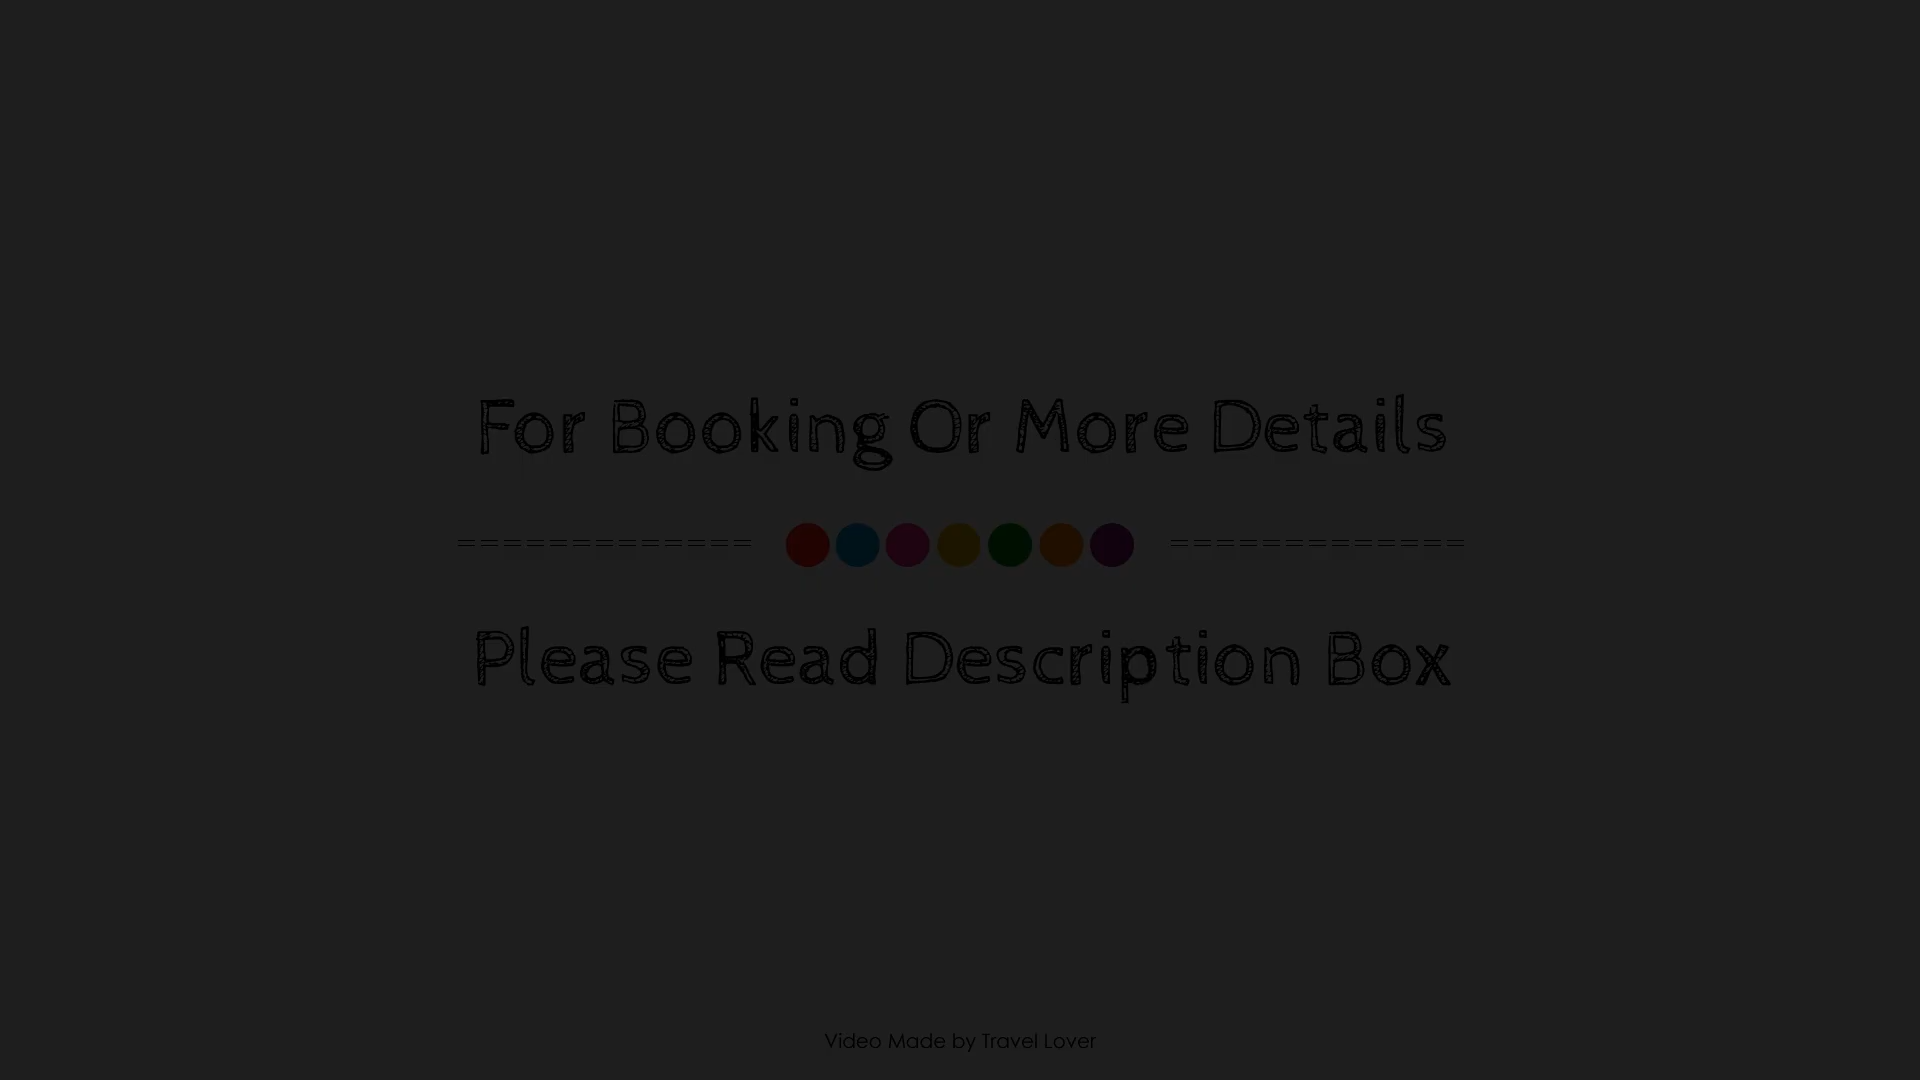 For Booking Or More Details
============= =============
Please Read Description Box
Video Made by Travel Lover